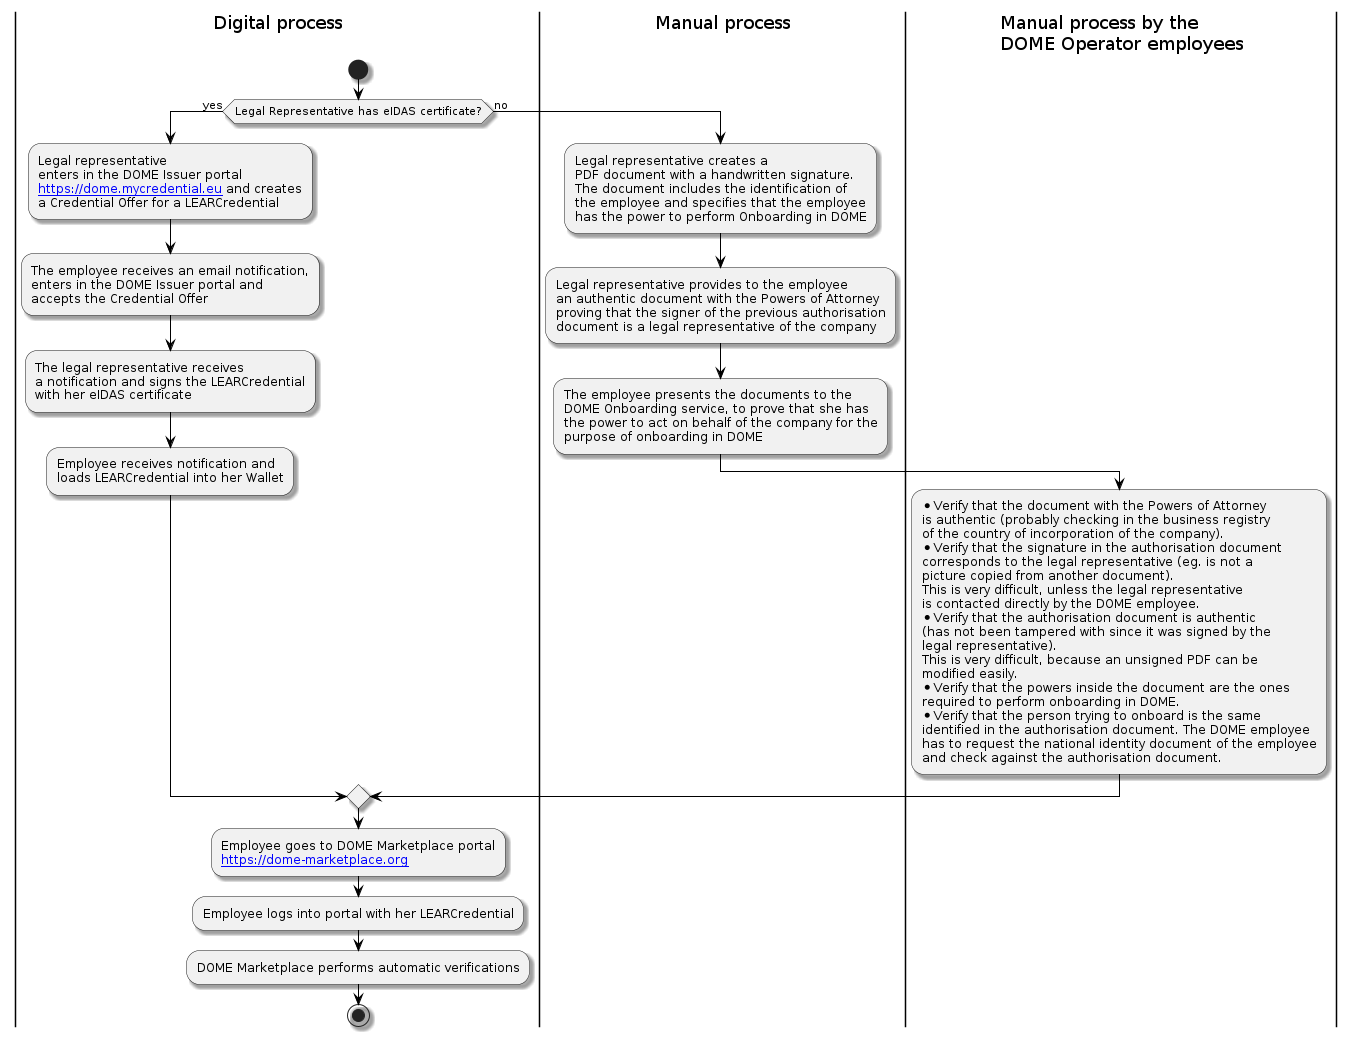 Digital process
Manual process
Manual process by the
DOME Operator employees
Legal Representative has eIDAS certificate?
yes
no
Legal representative
enters in the DOME Issuer portal
https://dome.mycredential.eu and creates
a Credential Offer for a LEARCredential
The employee receives an email notification,
enters in the DOME Issuer portal and
accepts the Credential Offer
The legal representative receives
a notification and signs the LEARCredential
with her eIDAS certificate
Employee receives notification and
loads LEARCredential into her Wallet
Legal representative creates a
PDF document with a handwritten signature.
The document includes the identification of
the employee and specifies that the employee
has the power to perform Onboarding in DOME
Legal representative provides to the employee
an authentic document with the Powers of Attorney
proving that the signer of the previous authorisation
document is a legal representative of the company
The employee presents the documents to the
DOME Onboarding service, to prove that she has
the power to act on behalf of the company for the
purpose of onboarding in DOME
•Verify that the document with the Powers of Attorney
is authentic (probably checking in the business registry
of the country of incorporation of the company).
•Verify that the signature in the authorisation document
corresponds to the legal representative (eg. is not a
picture copied from another document).
This is very difficult, unless the legal representative
is contacted directly by the DOME employee.
•Verify that the authorisation document is authentic
(has not been tampered with since it was signed by the
legal representative).
This is very difficult, because an unsigned PDF can be
modified easily.
•Verify that the powers inside the document are the ones
required to perform onboarding in DOME.
•Verify that the person trying to onboard is the same
identified in the authorisation document. The DOME employee
has to request the national identity document of the employee
and check against the authorisation document.
Employee goes to DOME Marketplace portal
https://dome-marketplace.org
Employee logs into portal with her LEARCredential
DOME Marketplace performs automatic verifications